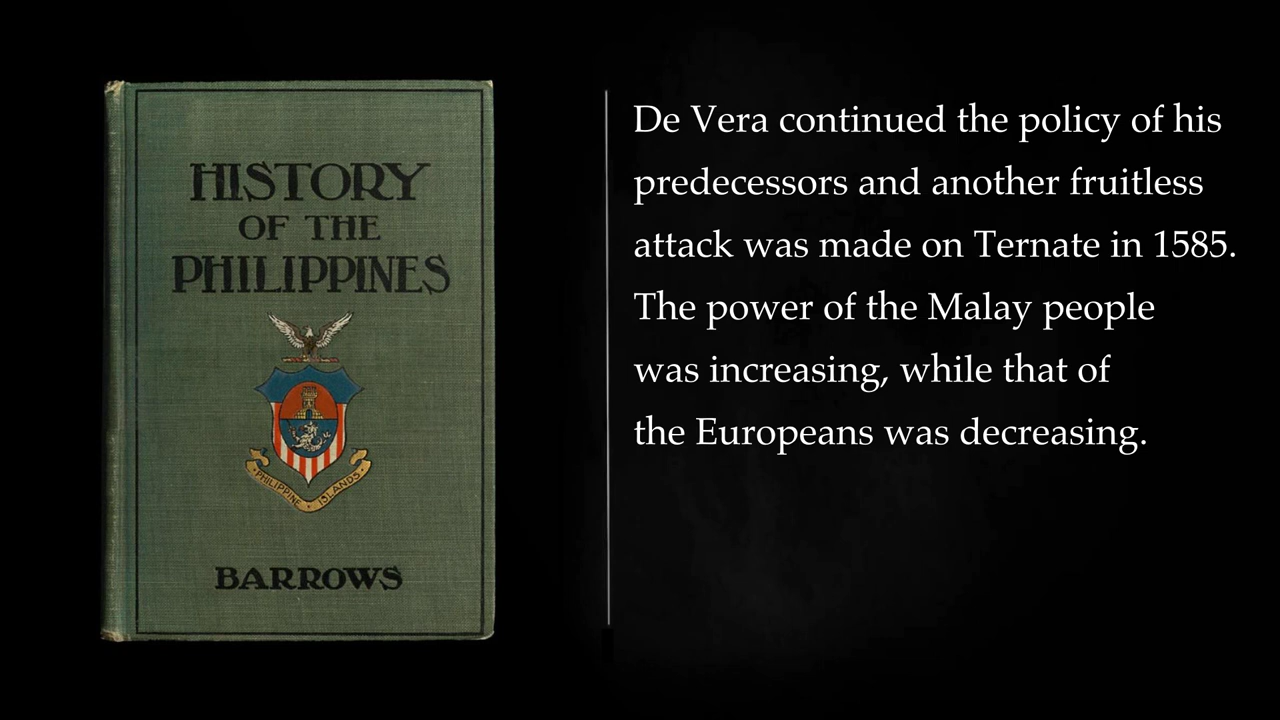 HISTORY
OF THE
PHILIPPINES
PHILIPPINE ISLANDS
BARROWS
De Vera continued the policy of his
predecessors and another fruitless
attack was made on Ternate in 1585.
The power of the Malay people
was increasing, while that of
the Europeans was decreasing.